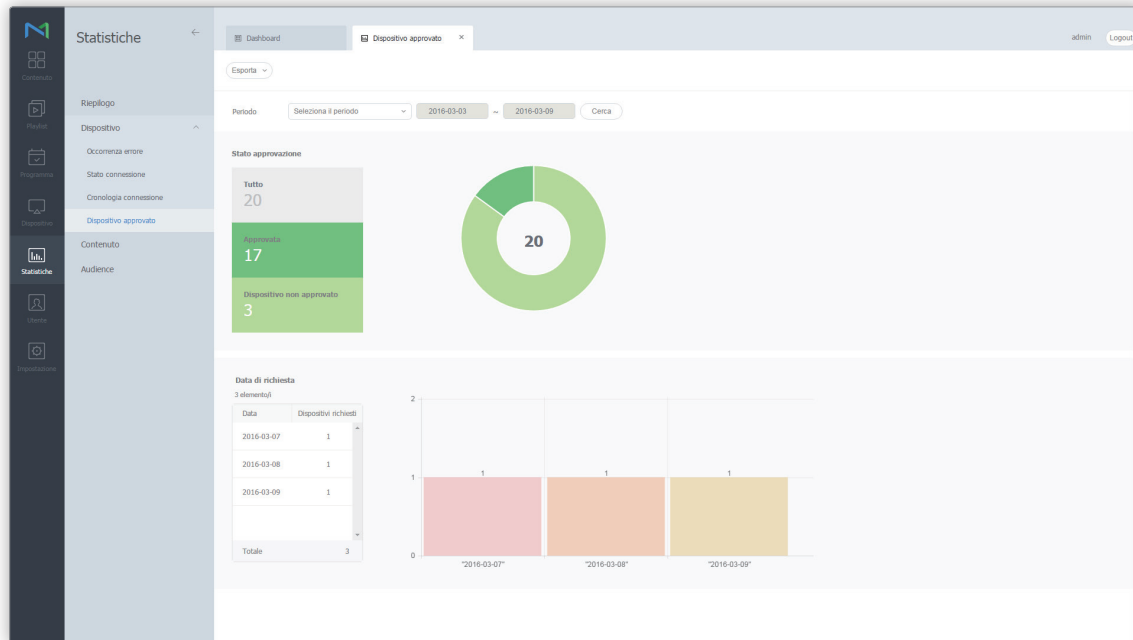 Statistiche
Dashboard
Dispositivo approvato
admin
Logout
Contenuto
Playlist
Programma
Dispositivo
Statistiche
Utente
Impostazione
Riepilogo
Dispositivo
Occorrenza errore
Stato connessione
Cronologia connessione
Dispositivo approvato
Contenuto
Audience
Esporta
Periodo
Seleziona il periodo
2016-03-03 ~ 2016-03-09
Cerca
Stato approvazione
Tutto
20
Approvata
17
Dispositivo non approvato
3
20
Data di richiesta
3 elemento/i
Data Dispositivi richiesti
2016-03-07 1
2016-03-08 1
2016-03-09 1
Totale 3
2
1
0
1 1 1
"2016-03-07" "2016-03-08" "2016-03-09"